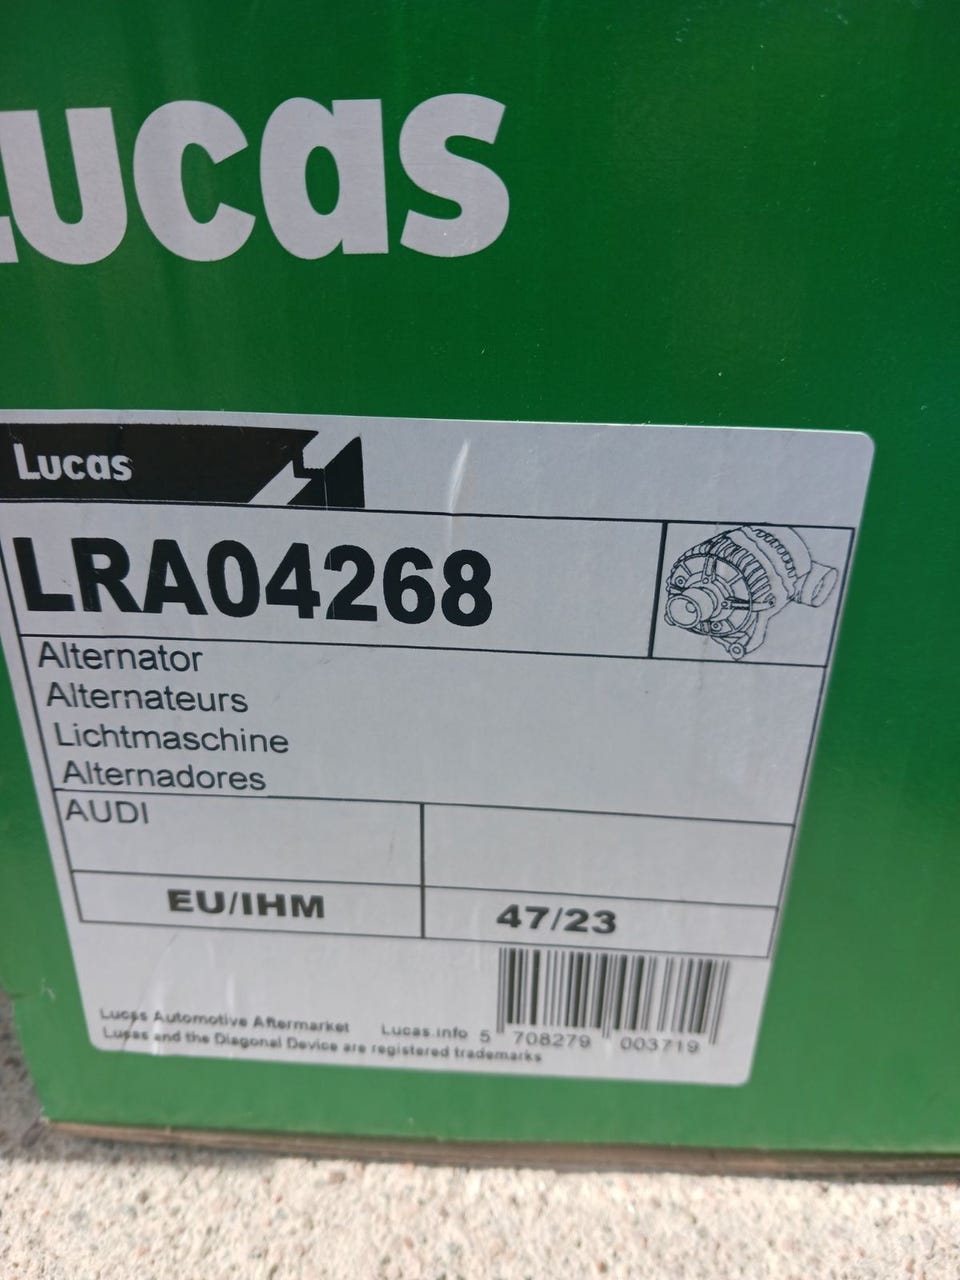 Lucas
Lucas
LRA04268
Alternator
Alternateurs
Lichtmaschine
Alternadores
AUDI
EU/IHM
47/23
Lucas Automotive Aftermarket Lucas.info
Lucas and the Diagonal Device are registered trademarks
5 708279 003719